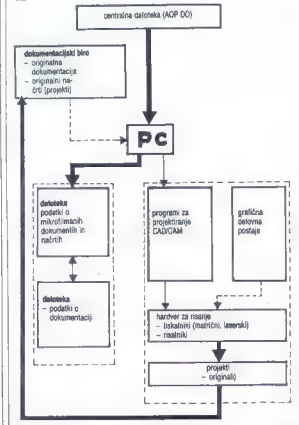 centralna datoteka (AOP DO)
dokumentacijski biro
– originalna
dokumentacija
– originalni na-
črti (projekti)
PC
datoteka
podatki o
mikrofilmanih
dokumentih in
načrtih
programi za
projektiranje
CAD/CAM
grafična
delovna
postaja
datoteka
– podatki o
dokumentaciji
hardver za risanje
– tiskalniki (matrični, laserski)
– risalniki
projekti
– originali